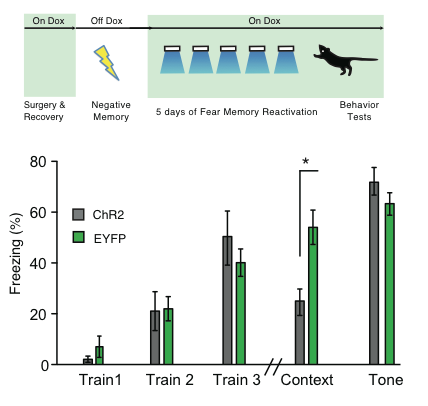 On Dox Off Dox On Dox
Surgery & Recovery
Negative Memory
5 days of Fear Memory Reactivation
Behavior Tests
Freezing (%)
80
60
40
20
0
ChR2
EYFP
*
Train1 Train 2 Train 3 Context Tone